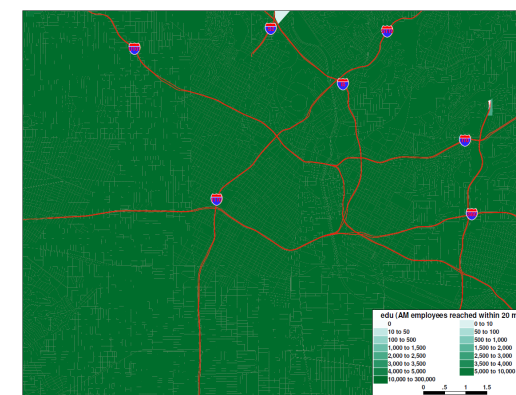 edu (AM employees reached within 20 m
0
0 to 10
10 to 50
50 to 100
100 to 500
500 to 1,000
1,000 to 1,500
1,500 to 2,000
2,000 to 2,500
2,500 to 3,000
3,000 to 3,500
3,500 to 4,000
4,000 to 5,000
5,000 to 10,000
10,000 to 300,000
0 .5 1 1.5